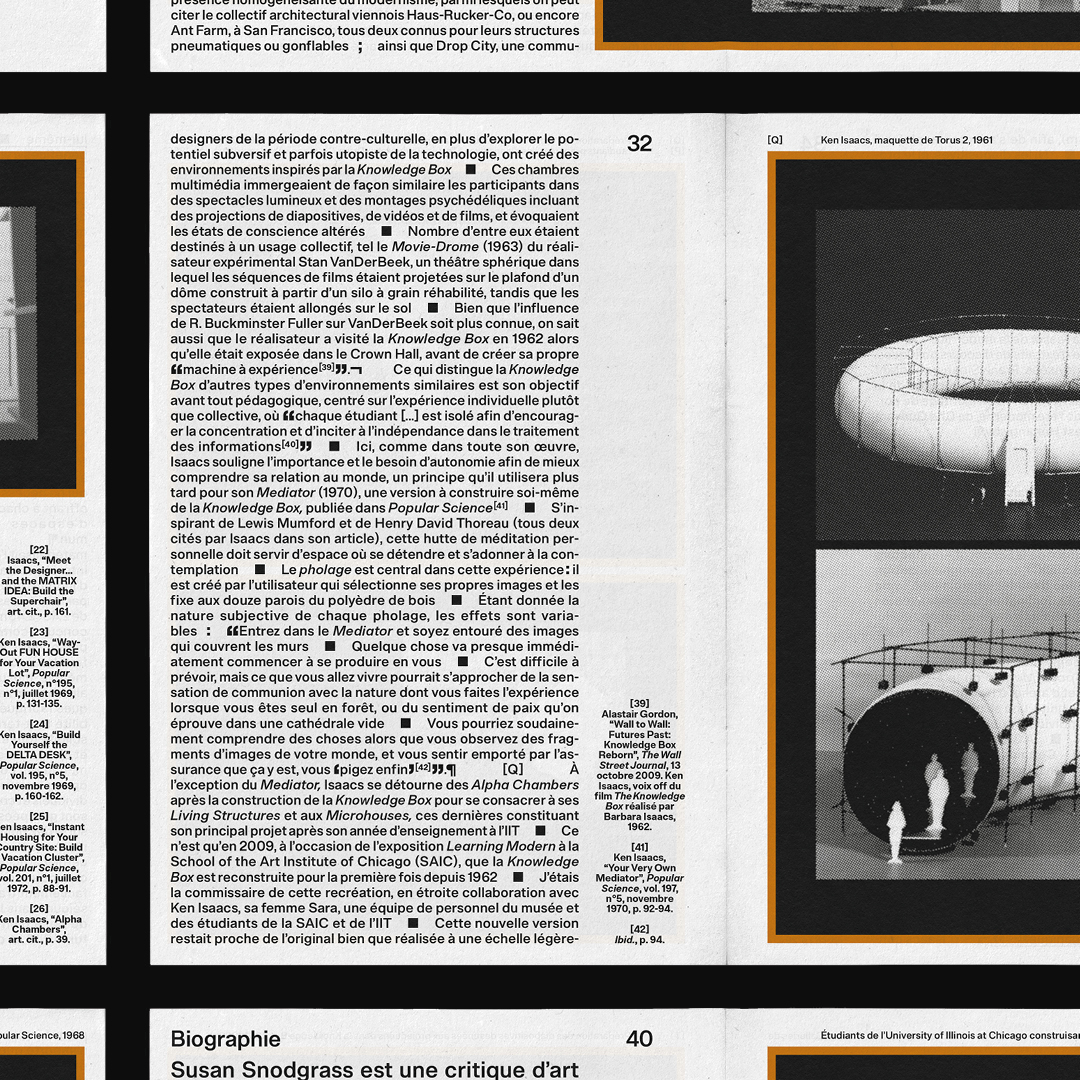 présence homogénéisante du modernisme, parmi lesquels on peut
citer le collectif architectural viennois Haus-Rucker-Co, ou encore
Ant Farm, à San Francisco, tous deux connus pour leurs structures
pneumatiques ou gonflables ; ainsi que Drop City, une commu-
32
designers de la période contre-culturelle, en plus d’explorer le po-
tentiel subversif et parfois utopiste de la technologie, ont créé des
environnements inspirés par la Knowledge Box ■ Ces chambres
multimédia immergeaient de façon similaire les participants dans
des spectacles lumineux et des montages psychédéliques incluant
des projections de diapositives, de vidéos et de films, et évoquaient
les états de conscience altérés ■ Nombre d’entre eux étaient
destinés à un usage collectif, tel le Movie-Drome (1963) du réali-
sateur expérimental Stan VanDerBeek, un théâtre sphérique dans
lequel les séquences de films étaient projetées sur le plafond d’un
dôme construit à partir d’un silo à grain réhabilité, tandis que les
spectateurs étaient allongés sur le sol ■ Bien que l’influence
de R. Buckminster Fuller sur VanDerBeek soit plus connue, on sait
aussi que le réalisateur a visité la Knowledge Box en 1962 alors
qu’elle était exposée dans le Crown Hall, avant de créer sa propre
“machine à expérience[39]”.¬ Ce qui distingue la Knowledge
Box d’autres types d’environnements similaires est son objectif
avant tout pédagogique, centré sur l’expérience individuelle plutôt
que collective, où “chaque étudiant [...] est isolé afin d’encourag-
er la concentration et d’inciter à l’indépendance dans le traitement
des informations[40]” ■ Ici, comme dans toute son œuvre,
Isaacs souligne l’importance et le besoin d’autonomie afin de mieux
comprendre sa relation au monde, un principe qu'il utilisera plus
tard pour son Mediator (1970), une version à construire soi-même
de la Knowledge Box, publiée dans Popular Science[41] ■ S’in-
spirant de Lewis Mumford et de Henry David Thoreau (tous deux
cités par Isaacs dans son article), cette hutte de méditation per-
sonnelle doit servir d’espace où se détendre et s’adonner à la con-
templation ■ Le pholage est central dans cette expérience : il
est créé par l’utilisateur qui sélectionne ses propres images et les
fixe aux douze parois du polyèdre de bois ■ Étant donnée la
nature subjective de chaque pholage, les effets sont varia-
bles : “Entrez dans le Mediator et soyez entouré des images
qui couvrent les murs ■ Quelque chose va presque immédi-
atement commencer à se produire en vous ■ C’est difficile à
prévoir, mais ce que vous allez vivre pourrait s’approcher de la sen-
sation de communion avec la nature dont vous faites l’expérience
lorsque vous êtes seul en forêt, ou du sentiment de paix qu’on
éprouve dans une cathédrale vide ■ Vous pourriez soudaine-
ment comprendre des choses alors que vous observez des frag-
ments d’images de votre monde, et vous sentir emporté par l’as-
surance que ça y est, vous ‘pigez enfin’[42]”.¶ [Q] À
l’exception du Mediator, Isaacs se détourne des Alpha Chambers
après la construction de la Knowledge Box pour se consacrer à ses
Living Structures et aux Microhouses, ces dernières constituant
son principal projet après son année d’enseignement à l’IIT ■ Ce
n’est qu’en 2009, à l’occasion de l’exposition Learning Modern à la
School of the Art Institute of Chicago (SAIC), que la Knowledge
Box est reconstruite pour la première fois depuis 1962 ■ J’étais
la commissaire de cette recréation, en étroite collaboration avec
Ken Isaacs, sa femme Sara, une équipe de personnel du musée et
des étudiants de la SAIC et de l’IIT ■ Cette nouvelle version
restait proche de l’original bien que réalisée à une échelle légère-
[39]
Alastair Gordon,
“Wall to Wall:
Futures Past:
Knowledge Box
Reborn”, The Wall
Street Journal, 13
octobre 2009. Ken
Isaacs, voix off du
film The Knowledge
Box réalisé par
Barbara Isaacs,
1962.
[41]
Ken Isaacs,
“Your Very Own
Mediator”, Popular
Science, vol. 197,
n°5, novembre
1970, p. 92-94.
[42]
Ibid., p. 94.
[Q] Ken Isaacs, maquette de Torus 2, 1961
[22]
Isaacs, “Meet
the Designer...
and the MATRIX
IDEA: Build the
Superchair”,
art. cit., p. 161.
[23]
Ken Isaacs, “Way-
Out FUN HOUSE
for Your Vacation
Lot”, Popular
Science, n°195,
n°1, juillet 1969,
p. 131-135.
[24]
Ken Isaacs, “Build
Yourself the
DELTA DESK”,
Popular Science,
vol. 195, n°5,
novembre 1969,
p. 160-162.
[25]
Ken Isaacs, “Instant
Housing for Your
Country Site: Build
Vacation Cluster”,
Popular Science,
vol. 201, n°1, juillet
1972, p. 88-91.
[26]
Ken Isaacs, “Alpha
Chambers”,
art. cit., p. 39.
Popular Science, 1968
Biographie
40
Susan Snodgrass est une critique d’art
Étudiants de l’University of Illinois at Chicago construisa